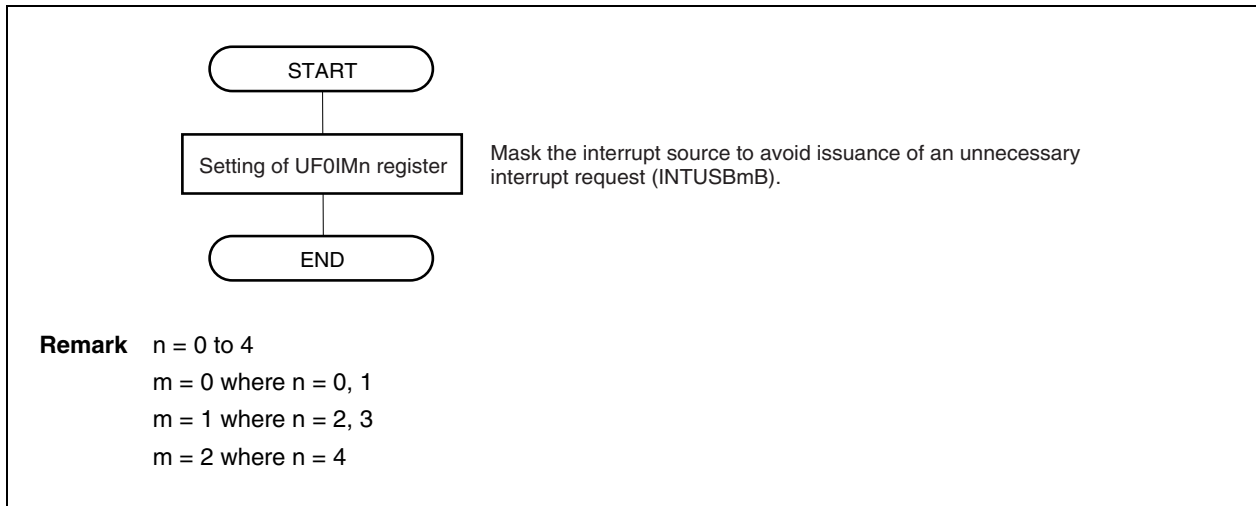 START
Setting of UF0IMn register
Mask the interrupt source to avoid issuance of an unnecessary
interrupt request (INTUSBmB).
END
Remark n = 0 to 4
m = 0 where n = 0, 1
m = 1 where n = 2, 3
m = 2 where n = 4